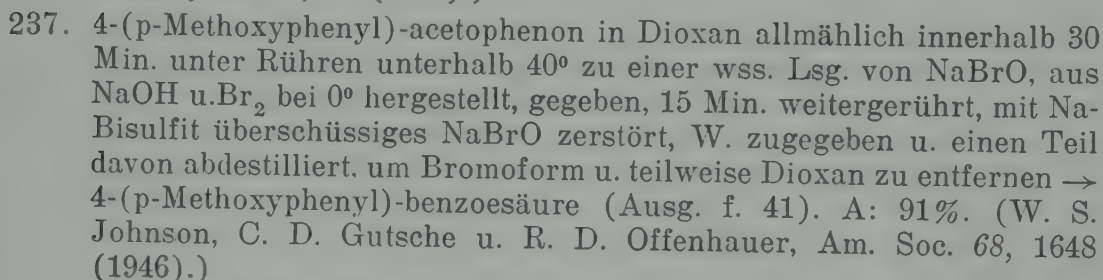 237. 4-(p-Methoxyphenyl)-acetophenon in Dioxan allmählich innerhalb 30
Min. unter Rühren unterhalb 40° zu einer wss. Lsg. von NaBrO, aus
NaOH u.Br₂ bei 0° hergestellt, gegeben, 15 Min. weitergerührt, mit Na-
Bisulfit überschüssiges NaBrO zerstört, W. zugegeben u. einen Teil
davon abdestilliert. um Bromoform u. teilweise Dioxan zu entfernen →
4-(p-Methoxyphenyl)-benzoesäure (Ausg. f. 41). A: 91%. (W. S.
Johnson, C. D. Gutsche u. R. D. Offenhauer, Am. Soc. 68, 1648
(1946).)